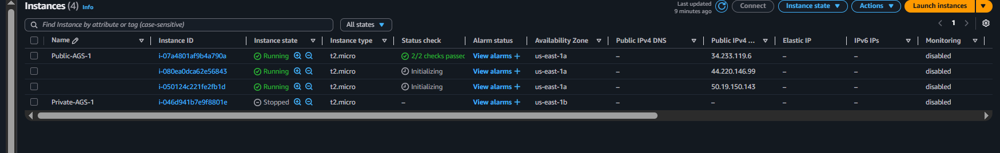 Instances (4) Info Last updated 9 minutes ago Connect Instance state Actions Launch instances
Find Instance by attribute or tag (case-sensitive) All states 1
Name Instance ID Instance state Instance type Status check Alarm status Availability Zone Public IPv4 DNS Public IPv4 ... Elastic IP IPv6 IPs Monitoring
Public-AGS-1 i-07a4801af9b4a790a Running t2.micro 2/2 checks passec View alarms + us-east-1a – 34.233.119.6 – – disabled
i-080ea0dca62e56843 Running t2.micro Initializing View alarms + us-east-1a – 44.220.146.99 – – disabled
i-050124c221fe2fb1d Running t2.micro Initializing View alarms + us-east-1a – 50.19.150.143 – – disabled
Private-AGS-1 i-046d941b7e9f8801e Stopped t2.micro – View alarms + us-east-1b – – – – disabled